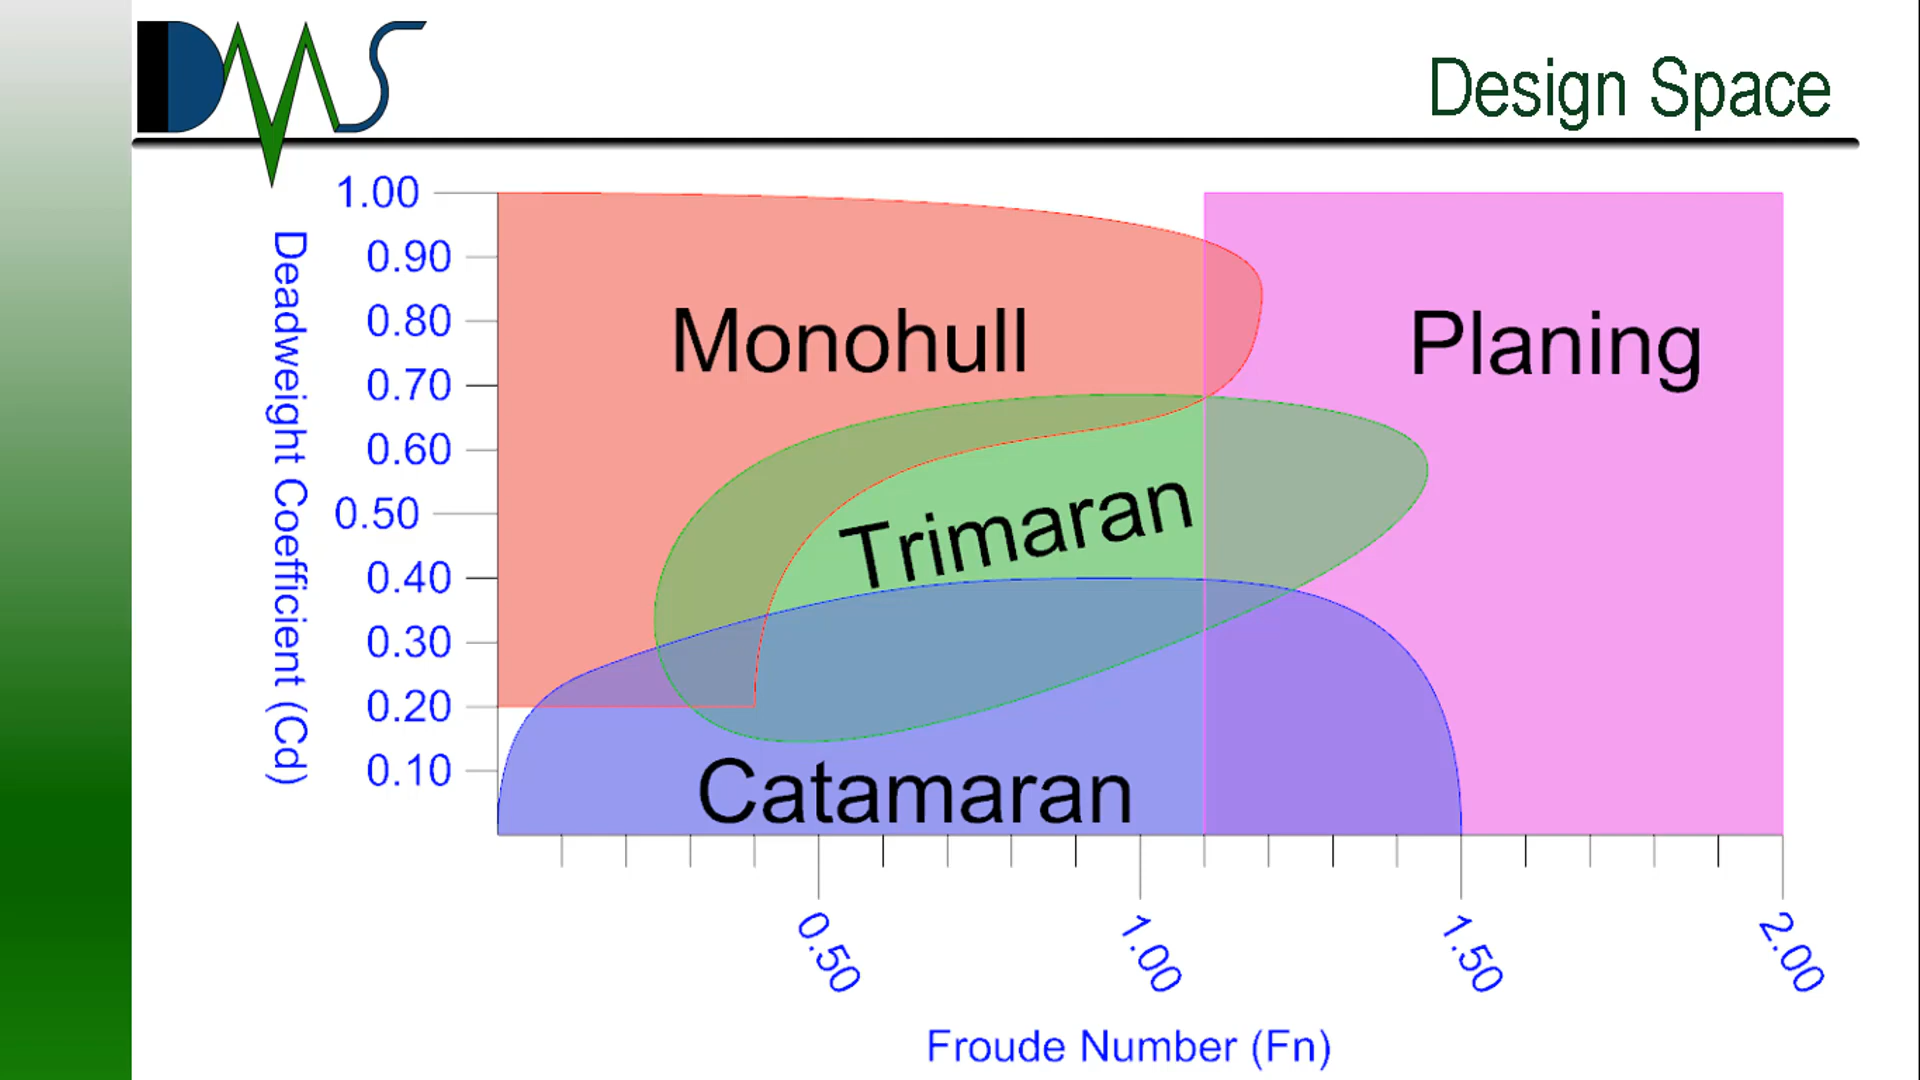 DMS
Design Space
1.00
0.90
0.80
0.70
0.60
0.50
0.40
0.30
0.20
0.10
Deadweight Coefficient (Cd)
Monohull
Planing
Trimaran
Catamaran
0.50
1.00
1.50
2.00
Froude Number (Fn)